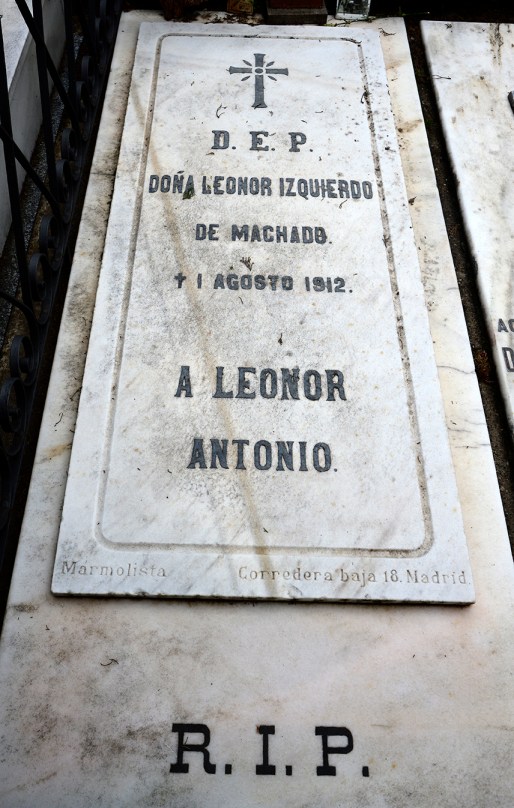 D. E. P.
DOÑA LEONOR IZQUIERDO
DE MACHADO.
✝ 1 AGOSTO 1912.
A LEONOR
ANTONIO.
Marmolista Corredera baja 18. Madrid
R.I.P.